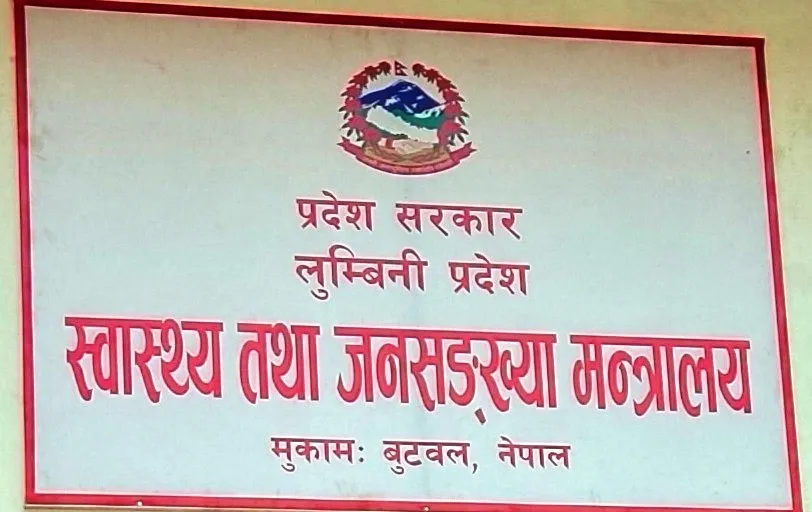 प्रदेश सरकार
लुम्बिनी प्रदेश
स्वास्थ्य तथा जनसङ्ख्या मन्त्रालय
मुकामः बुटवल, नेपाल